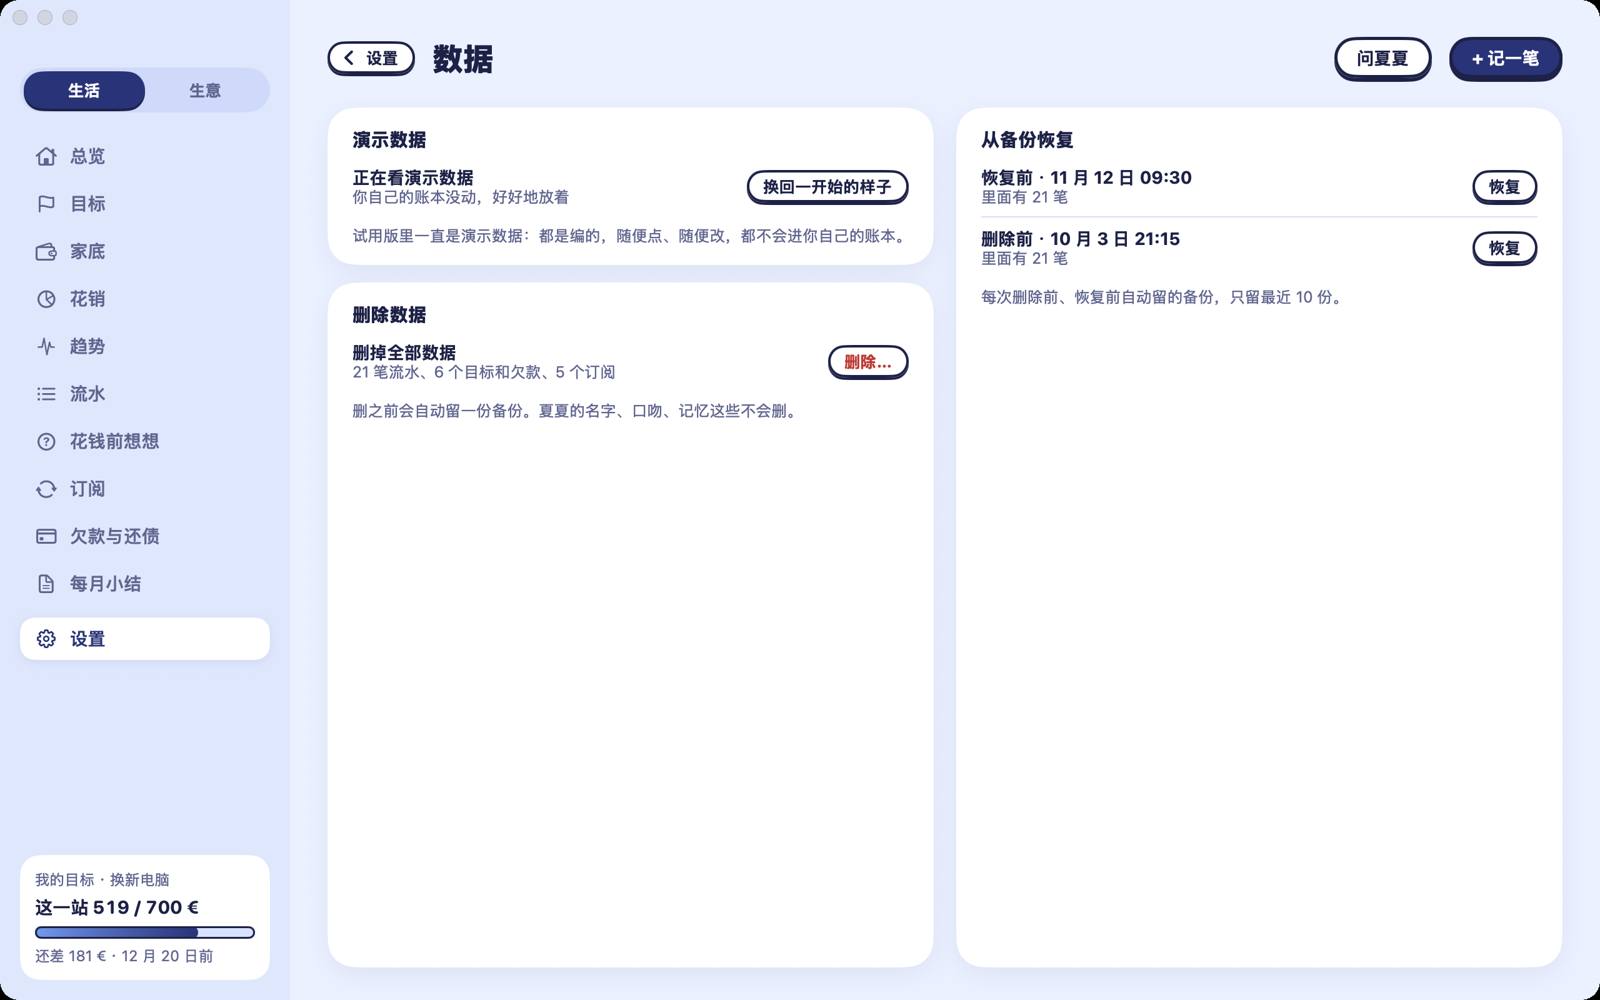 生活
生意
总览
目标
家底
花销
趋势
流水
花钱前想想
订阅
欠款与还债
每月小结
设置
我的目标 · 换新电脑
这一站 519 / 700 €
还差 181 € · 12 月 20 日前
设置
数据
问夏夏
+ 记一笔
演示数据
正在看演示数据
你自己的账本没动，好好地放着
换回一开始的样子
试用版里一直是演示数据：都是编的，随便点、随便改，都不会进你自己的账本。
删除数据
删掉全部数据
21 笔流水、6 个目标和欠款、5 个订阅
删除...
删之前会自动留一份备份。夏夏的名字、口吻、记忆这些不会删。
从备份恢复
恢复前 · 11 月 12 日 09:30
里面有 21 笔
恢复
删除前 · 10 月 3 日 21:15
里面有 21 笔
恢复
每次删除前、恢复前自动留的备份，只留最近 10 份。